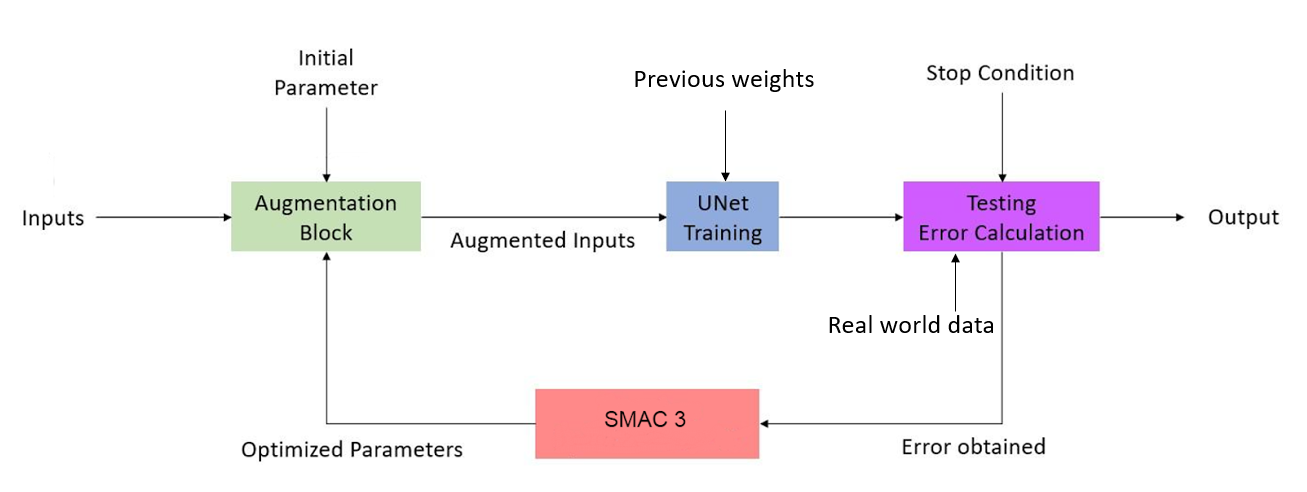 Initial
Parameter
Previous weights
Stop Condition
Inputs
Augmentation
Block
Augmented Inputs
UNet
Training
Testing
Error Calculation
Output
Real world data
SMAC 3
Optimized Parameters
Error obtained